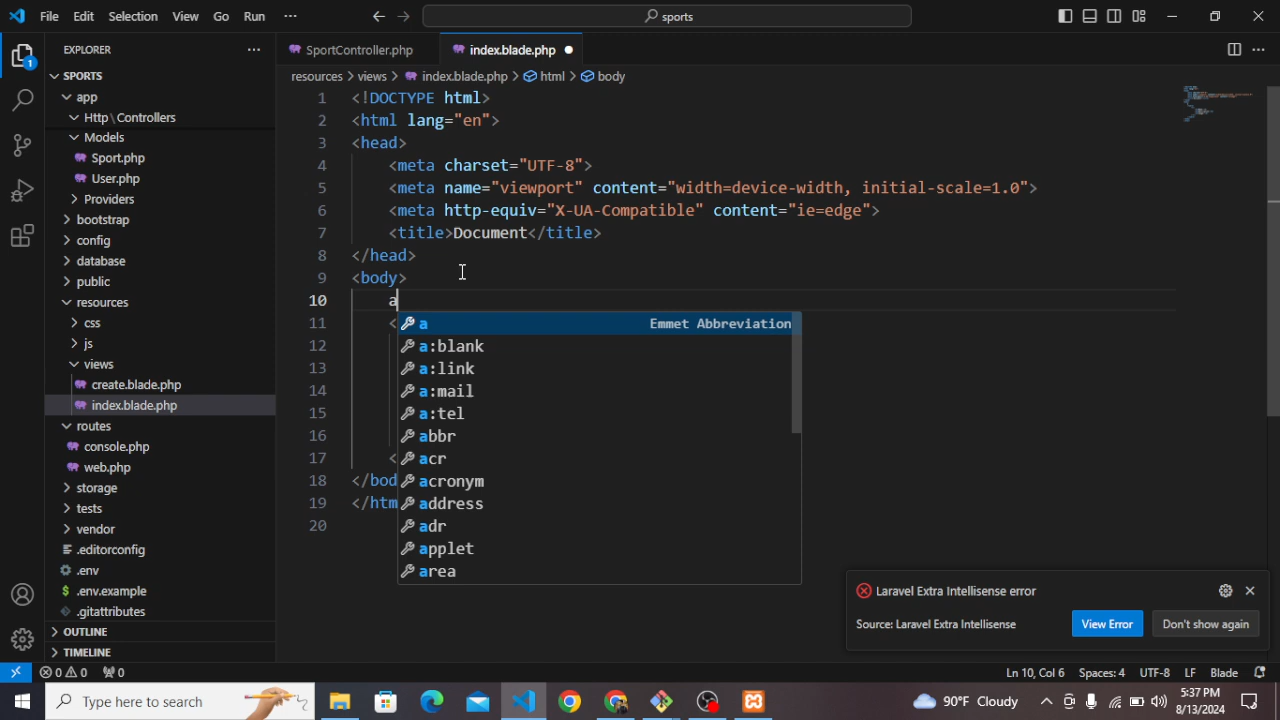 File Edit Selection View Go Run ···
sports
EXPLORER
SportController.php
index.blade.php
SPORTS
resources > views > index.blade.php > html > body
app
Http\Controllers
Models
Sport.php
User.php
Providers
bootstrap
config
database
public
resources
css
js
views
create.blade.php
index.blade.php
routes
console.php
web.php
storage
tests
vendor
.editorconfig
.env
.env.example
.gitattributes
OUTLINE
TIMELINE
1 <!DOCTYPE html>
2 <html lang="en">
3 <head>
4 <meta charset="UTF-8">
5 <meta name="viewport" content="width=device-width, initial-scale=1.0">
6 <meta http-equiv="X-UA-Compatible" content="ie=edge">
7 <title>Document</title>
8 </head>
9 <body>
10 a
11 <
12
13
14
15
16
17 <
18 </bod
19 </htm
20
a Emmet Abbreviation
a:blank
a:link
a:mail
a:tel
abbr
acr
acronym
address
adr
applet
area
Laravel Extra Intellisense error
Source: Laravel Extra Intellisense
View Error
Don't show again
1
0 0 0
Ln 10, Col 6 Spaces: 4 UTF-8 LF Blade
Type here to search
90°F Cloudy
5:37 PM
8/13/2024